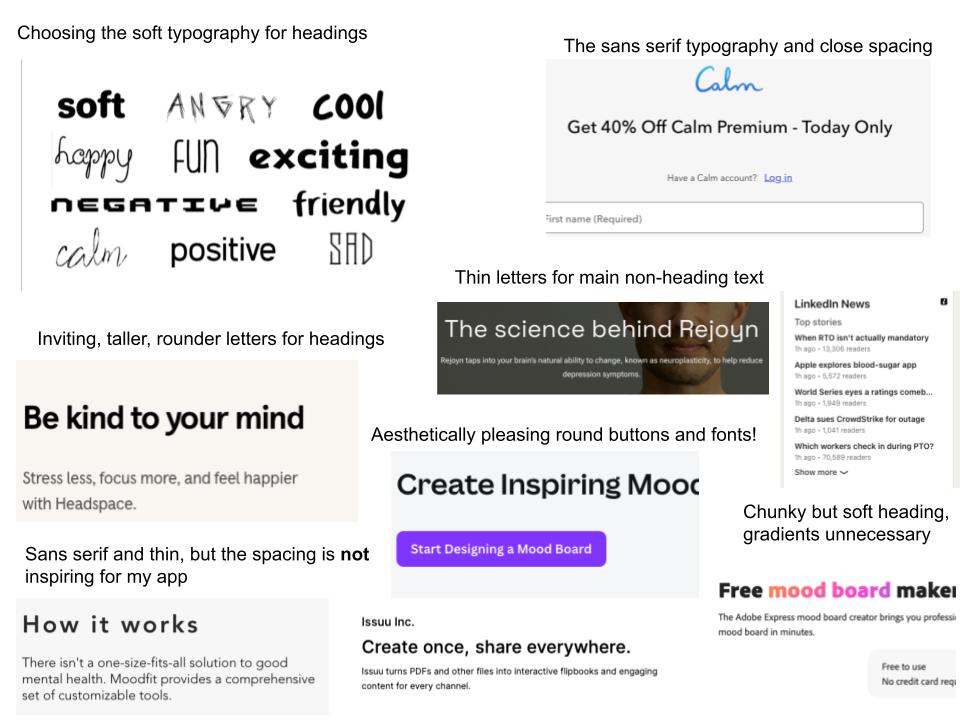 Choosing the soft typography for headings
soft ANGRY cool
happy FUN exciting
NEGATIVE friendly
calm positive SAD
The sans serif typography and close spacing
Calm
Get 40% Off Calm Premium - Today Only
Have a Calm account? Log in
First name (Required)
Thin letters for main non-heading text
The science behind Rejoyn
Rejoyn taps into your brain's natural ability to change, known as neuroplasticity, to help reduce
depression symptoms.
LinkedIn News
Top stories
When RTO isn't actually mandatory
1h ago • 13,306 readers
Apple explores blood-sugar app
1h ago • 5,572 readers
World Series eyes a ratings comeb...
1h ago • 1,949 readers
Delta sues CrowdStrike for outage
1h ago • 1,041 readers
Which workers check in during PTO?
1h ago • 70,589 readers
Show more
Inviting, taller, rounder letters for headings
Be kind to your mind
Stress less, focus more, and feel happier
with Headspace.
Aesthetically pleasing round buttons and fonts!
Create Inspiring Mood
Start Designing a Mood Board
Chunky but soft heading,
gradients unnecessary
Free mood board maker
The Adobe Express mood board creator brings you professi
mood board in minutes.
Free to use
No credit card requ
Sans serif and thin, but the spacing is not
inspiring for my app
How it works
There isn't a one-size-fits-all solution to good
mental health. Moodfit provides a comprehensive
set of customizable tools.
Issuu Inc.
Create once, share everywhere.
Issuu turns PDFs and other files into interactive flipbooks and engaging
content for every channel.